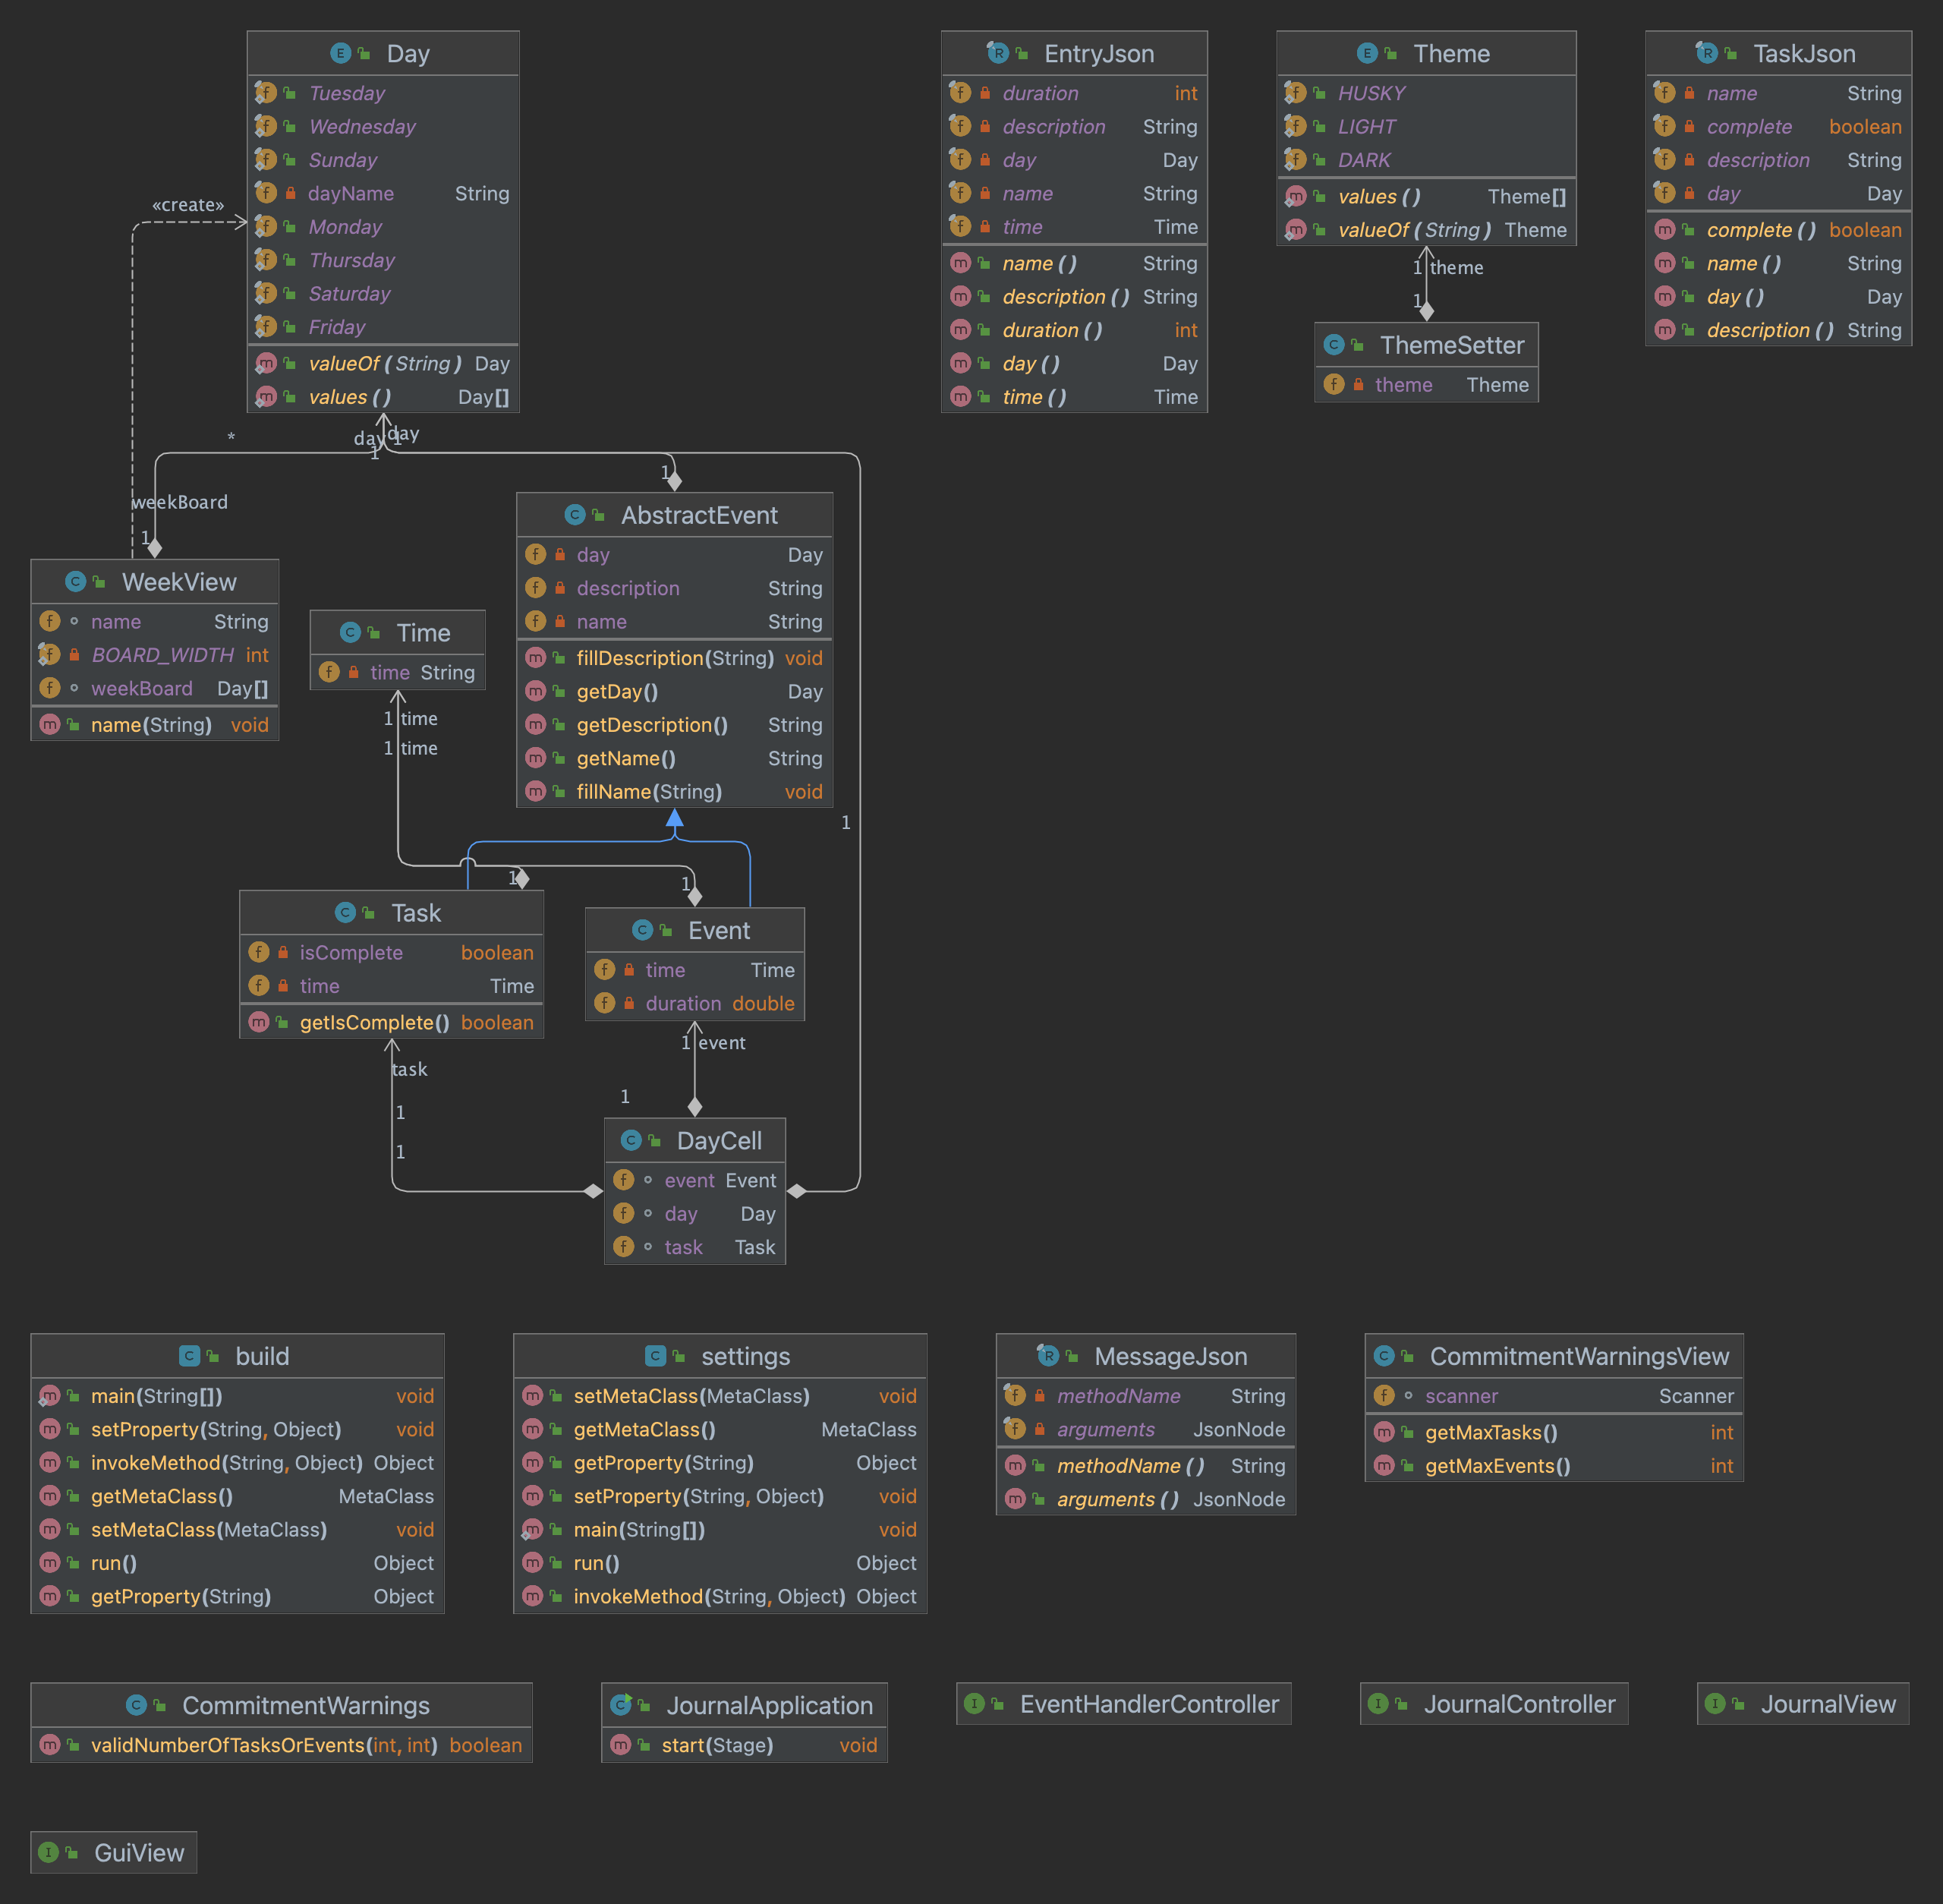 Day
Tuesday
Wednesday
Sunday
dayName String
Monday
Thursday
Saturday
Friday
valueOf(String) Day
values() Day[]
EntryJson
duration int
description String
day Day
name String
time Time
name() String
description() String
duration() int
day() Day
time() Time
Theme
HUSKY
LIGHT
DARK
values() Theme[]
valueOf(String) Theme
1 theme
1
ThemeSetter
theme Theme
TaskJson
name String
complete boolean
description String
day Day
complete() boolean
name() String
day() Day
description() String
«create»
*
day
day
1
1
1
weekBoard
1
WeekView
name String
BOARD_WIDTH int
weekBoard Day[]
name(String) void
Time
time String
1 time
1 time
AbstractEvent
day Day
description String
name String
fillDescription(String) void
getDay() Day
getDescription() String
getName() String
fillName(String) void
1
1
1
Task
isComplete boolean
time Time
getIsComplete() boolean
Event
time Time
duration double
task
1
1
1 event
1
DayCell
event Event
day Day
task Task
build
main(String[]) void
setProperty(String, Object) void
invokeMethod(String, Object) Object
getMetaClass() MetaClass
setMetaClass(MetaClass) void
run() Object
getProperty(String) Object
settings
setMetaClass(MetaClass) void
getMetaClass() MetaClass
getProperty(String) Object
setProperty(String, Object) void
main(String[]) void
run() Object
invokeMethod(String, Object) Object
MessageJson
methodName String
arguments JsonNode
methodName() String
arguments() JsonNode
CommitmentWarningsView
scanner Scanner
getMaxTasks() int
getMaxEvents() int
CommitmentWarnings
validNumberOfTasksOrEvents(int, int) boolean
JournalApplication
start(Stage) void
EventHandlerController
JournalController
JournalView
GuiView